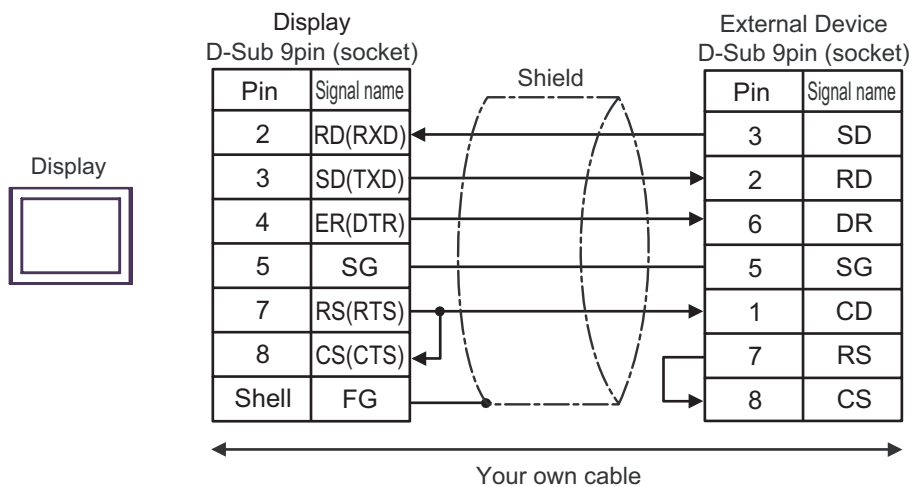 Display
D-Sub 9pin (socket)
External Device
D-Sub 9pin (socket)
Shield
Pin Signal name
Pin Signal name
2 RD(RXD)
3 SD
3 SD(TXD)
2 RD
Display
4 ER(DTR)
6 DR
5 SG
5 SG
7 RS(RTS)
1 CD
8 CS(CTS)
7 RS
Shell FG
8 CS
Your own cable